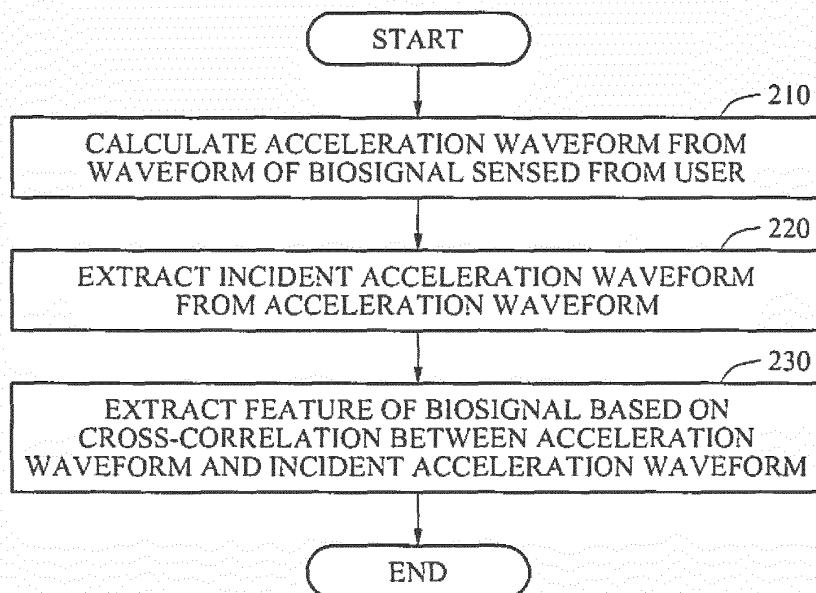 START
210
CALCULATE ACCELERATION WAVEFORM FROM
WAVEFORM OF BIOSIGNAL SENSED FROM USER
220
EXTRACT INCIDENT ACCELERATION WAVEFORM
FROM ACCELERATION WAVEFORM
230
EXTRACT FEATURE OF BIOSIGNAL BASED ON
CROSS-CORRELATION BETWEEN ACCELERATION
WAVEFORM AND INCIDENT ACCELERATION WAVEFORM
END